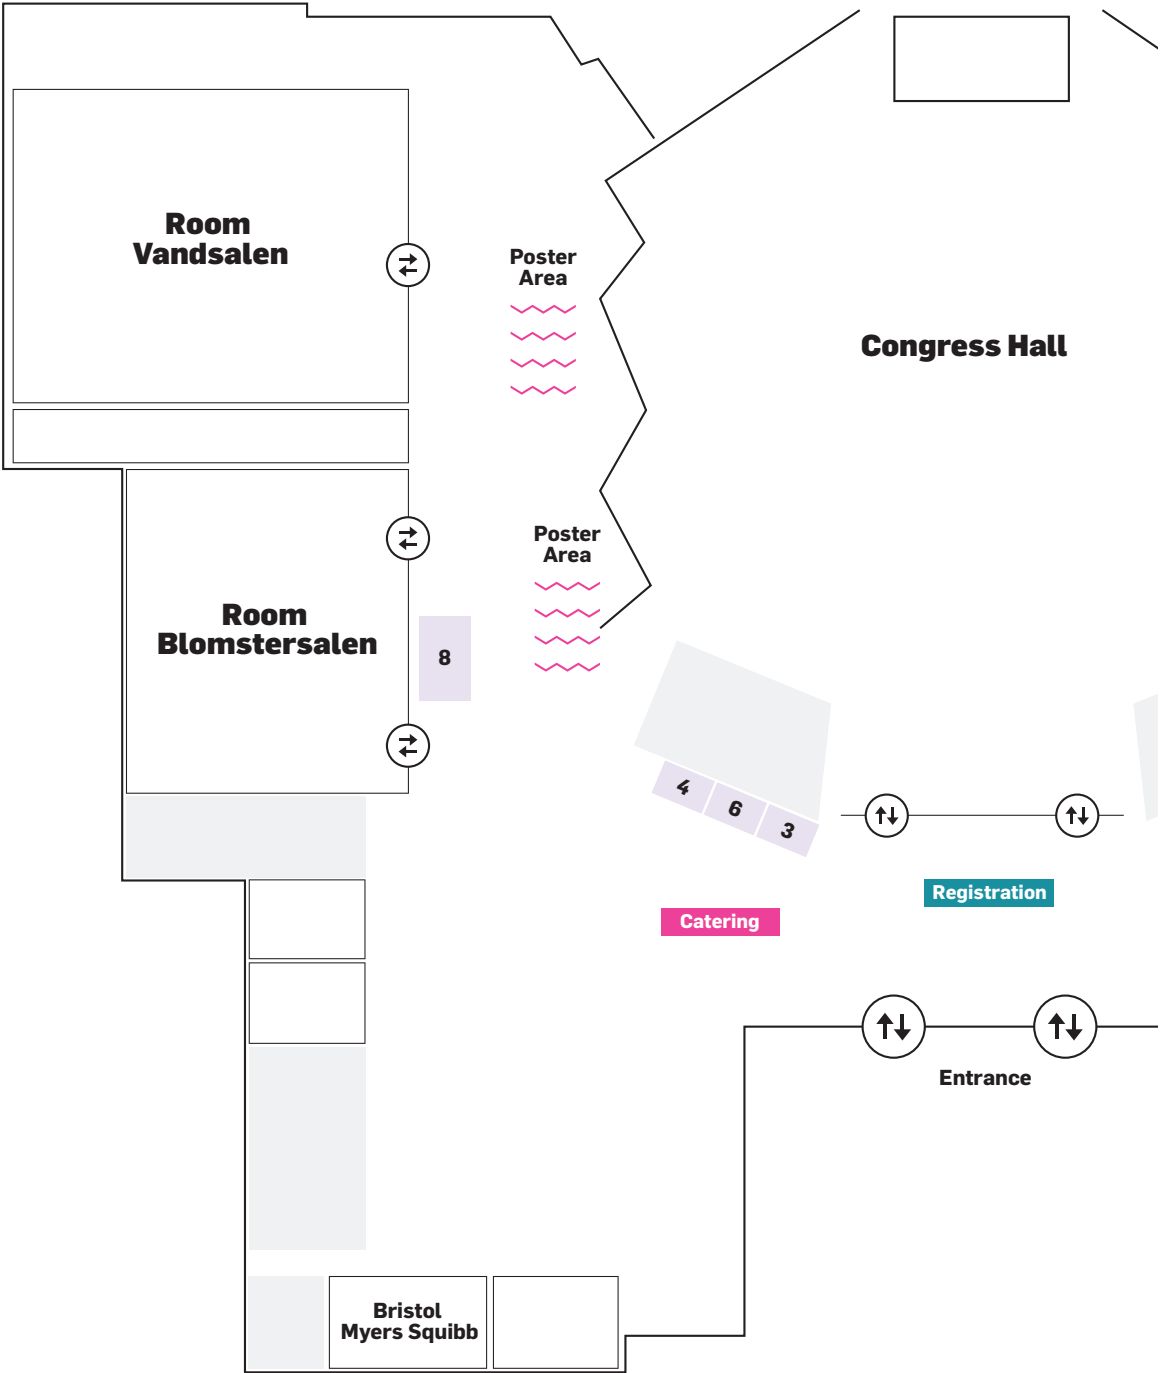 Room
Vandsalen
Poster
Area
Congress Hall
Poster
Area
Room
Blomstersalen
8
4
6
3
Registration
Catering
Entrance
Bristol
Myers Squibb